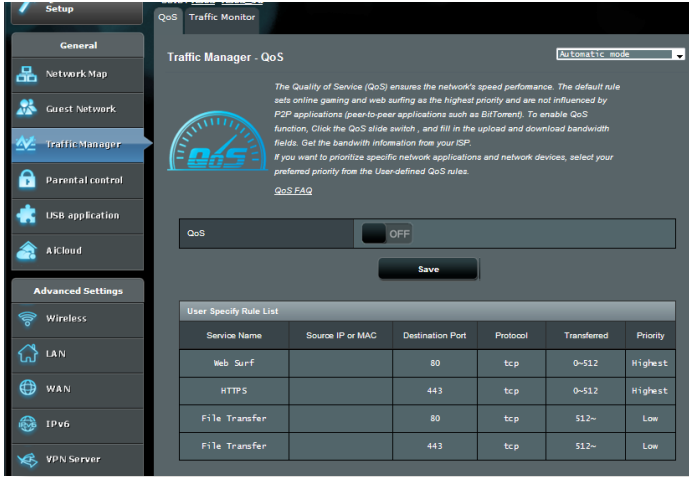 Setup
General
Network Map
Guest Network
Traffic Manager
Parental control
USB application
AiCloud
Advanced Settings
Wireless
LAN
WAN
IPv6
VPN Server
QoS Traffic Monitor
Traffic Manager - QoS
Automatic mode
The Quality of Service (QoS) ensures the network's speed performance. The default rule
sets online gaming and web surfing as the highest priority and are not influenced by
P2P applications (peer-to-peer applications such as BitTorrent). To enable QoS
function, Click the QoS slide switch , and fill in the upload and download bandwidth
fields. Get the bandwith infomation from your ISP.
If you want to prioritize specific network applications and network devices, select your
preferred priority from the User-defined QoS rules.
QoS FAQ
QoS
QoS OFF
Save
User Specify Rule List
Service Name Source IP or MAC Destination Port Protocol Transferred Priority
Web Surf 80 tcp 0~512 Highest
HTTPS 443 tcp 0~512 Highest
File Transfer 80 tcp 512~ Low
File Transfer 443 tcp 512~ Low